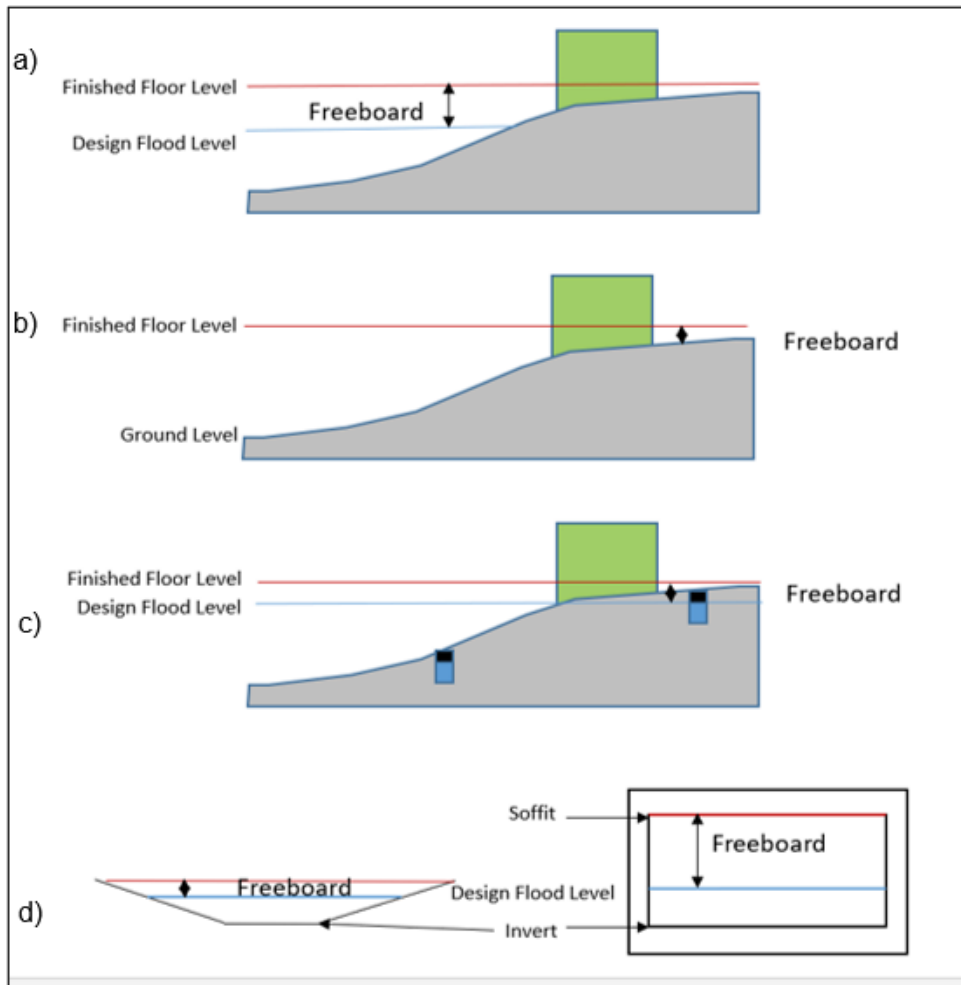 a)
Finished Floor Level
Freeboard
Design Flood Level
b)
Finished Floor Level
Freeboard
Ground Level
Finished Floor Level
Freeboard
Design Flood Level
c)
Soffit
Freeboard
Freeboard
Design Flood Level
d)
Invert